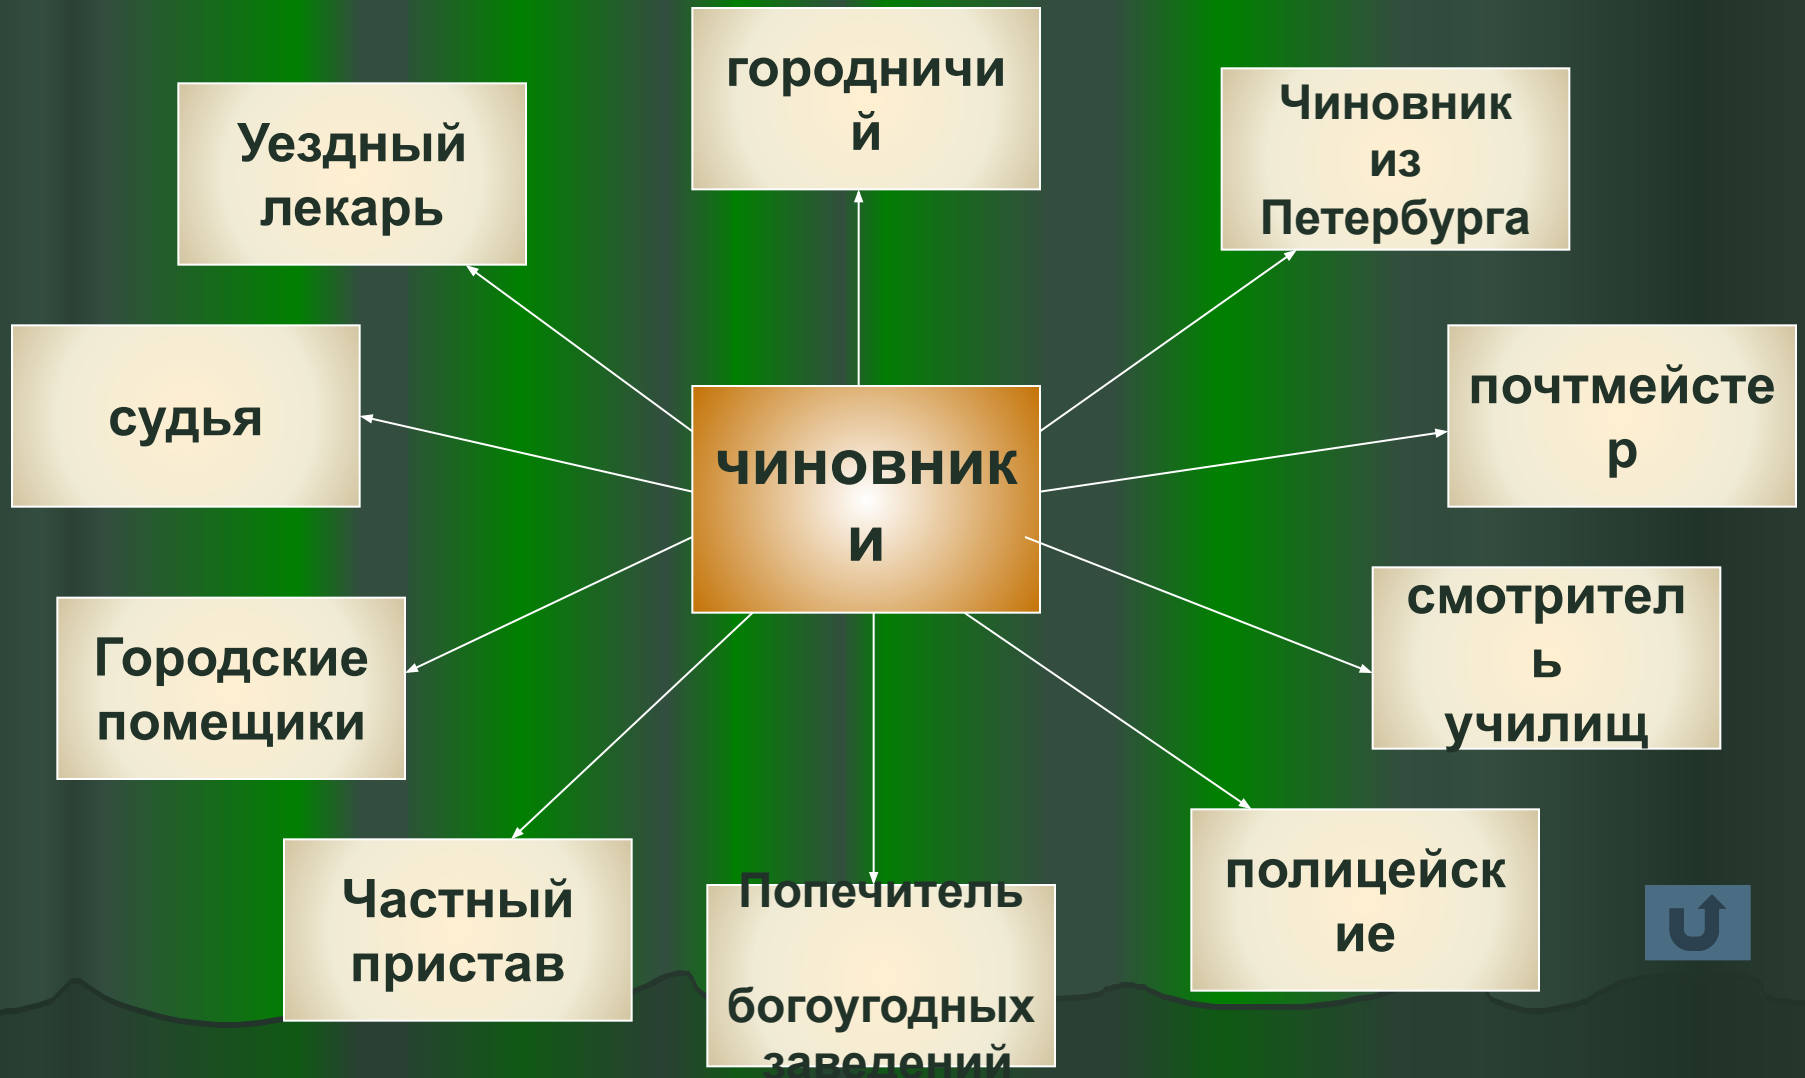 городничи
й
Уездный
лекарь
Чиновник
из
Петербурга
судья
почтмейсте
р
чиновник
и
Городские
помещики
смотрител
ь
училищ
Частный
пристав
Попечитель
богоугодных
заведений
полицейск
ие